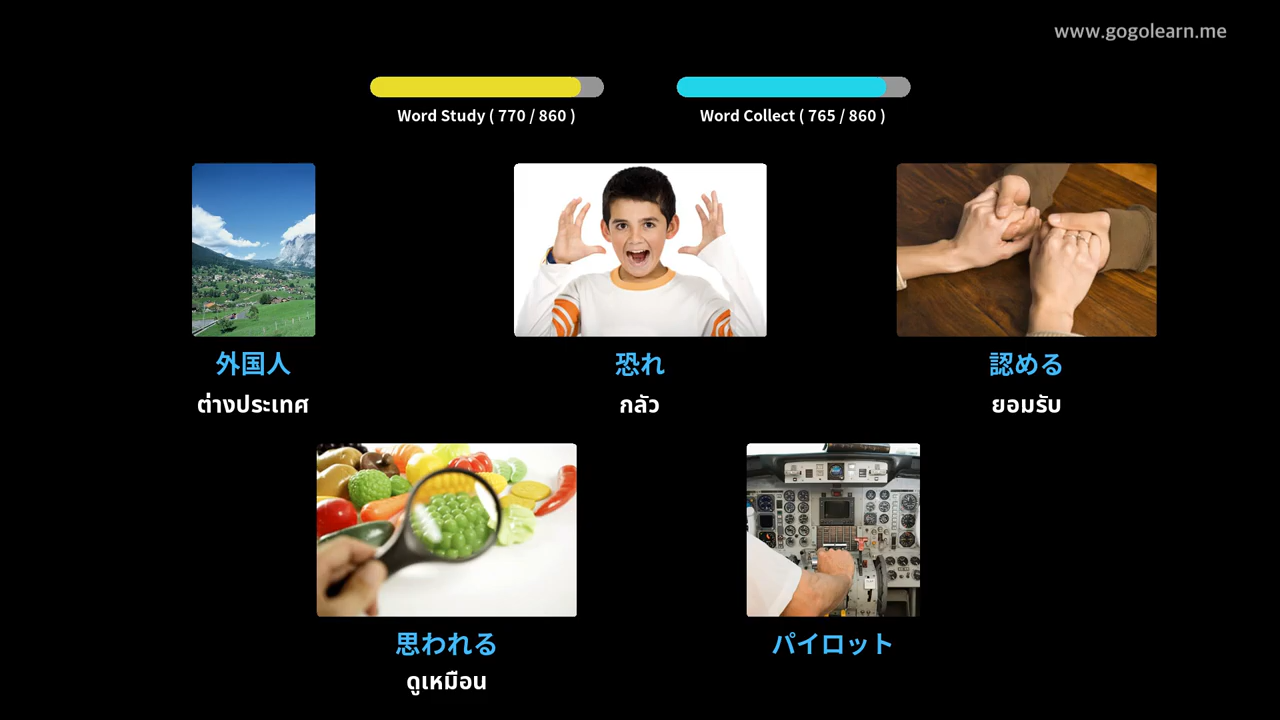 www.gogolearn.me
Word Study ( 770 / 860 )
Word Collect ( 765 / 860 )
外国人
ต่างประเทศ
恐れ
กลัว
認める
ยอมรับ
思われる
ดูเหมือน
パイロット